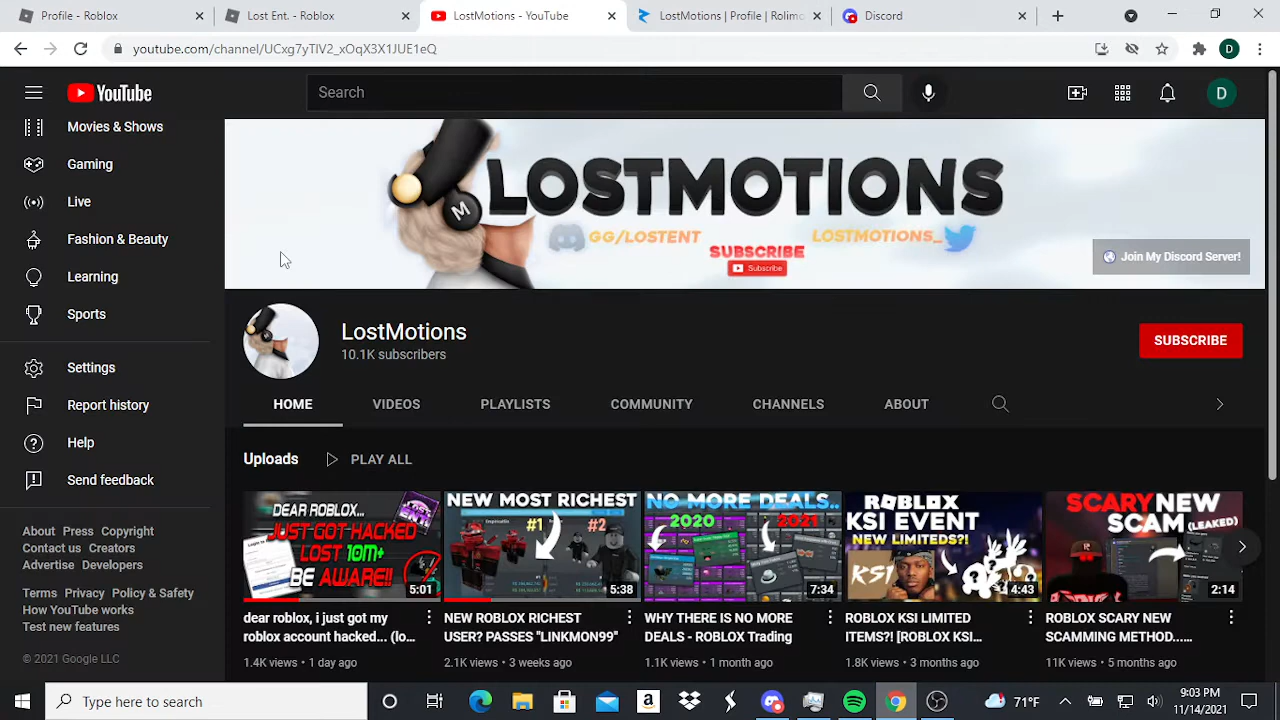 Profile - Roblox
Lost Ent. - Roblox
LostMotions - YouTube
LostMotions | Profile | Rolimo
Discord
youtube.com/channel/UCxg7yTlV2_xOqX3X1JUE1eQ
D
YouTube
Search
D
Movies & Shows
Gaming
Live
Fashion & Beauty
Learning
Sports
Settings
Report history
Help
Send feedback
About Press Copyright
Contact us Creators
Advertise Developers
Terms Privacy Policy & Safety
How YouTube works
Test new features
© 2021 Google LLC
M
LOSTMOTIONS
GG/LOSTENT
SUBSCRIBE
Subscribe
LOSTMOTIONS_
Join My Discord Server!
LostMotions
10.1K subscribers
SUBSCRIBE
HOME
VIDEOS
PLAYLISTS
COMMUNITY
CHANNELS
ABOUT
Uploads
PLAY ALL
DEAR ROBLOX...
JUST GOT HACKED
LOST 10M+
BE AWARE!!
5:01
dear roblox, i just got my
roblox account hacked... (lo...
1.4K views • 1 day ago
NEW MOST RICHEST
#1
#2
5:38
NEW ROBLOX RICHEST
USER? PASSES "LINKMON99"
2.1K views • 3 weeks ago
NO MORE DEALS..
2020
2021
7:34
WHY THERE IS NO MORE
DEALS - ROBLOX Trading
1.1K views • 1 month ago
ROBLOX
KSI EVENT
NEW LIMITEDS?!
KSI
4:43
ROBLOX KSI LIMITED
ITEMS?! [ROBLOX KSI...
1.8K views • 3 months ago
SCARY NEW
SCAM (LEAKED)
2:14
ROBLOX SCARY NEW
SCAMMING METHOD......
11K views • 5 months ago
Type here to search
71°F
9:03 PM
11/14/2021